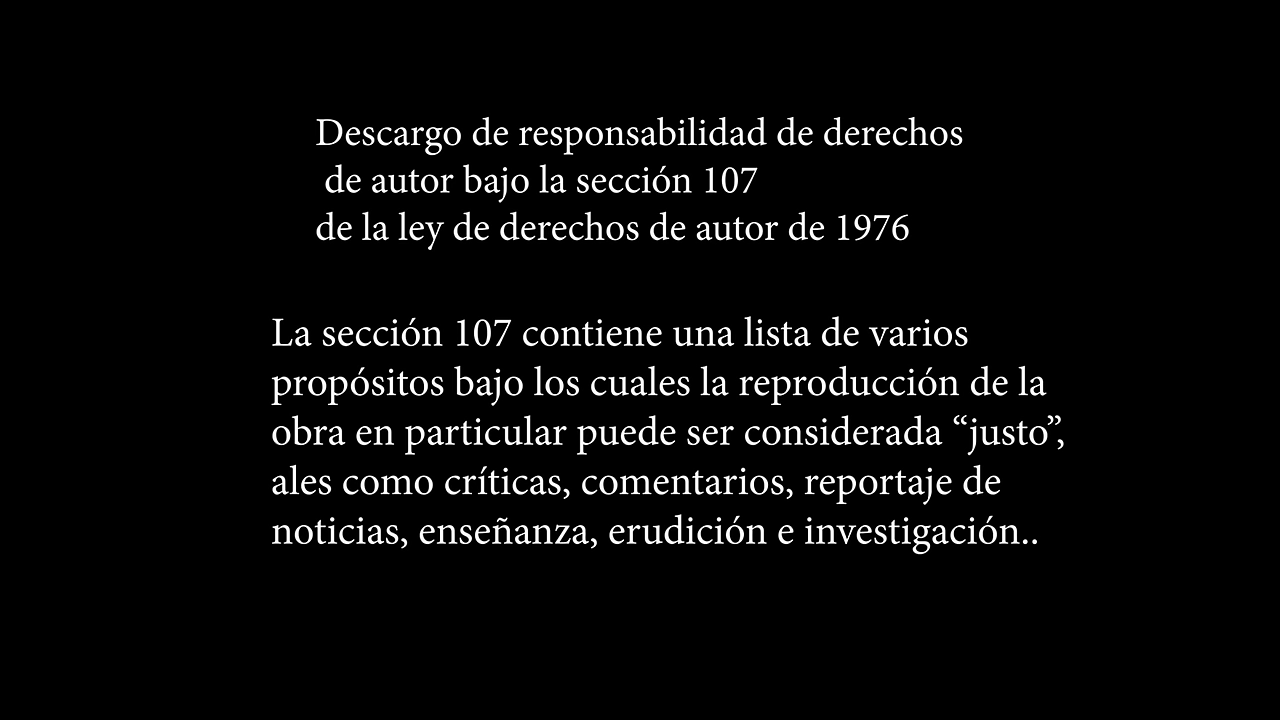 Descargo de responsabilidad de derechos
de autor bajo la sección 107
de la ley de derechos de autor de 1976
La sección 107 contiene una lista de varios
propósitos bajo los cuales la reproducción de la
obra en particular puede ser considerada “justo”,
ales como críticas, comentarios, reportaje de
noticias, enseñanza, erudición e investigación..